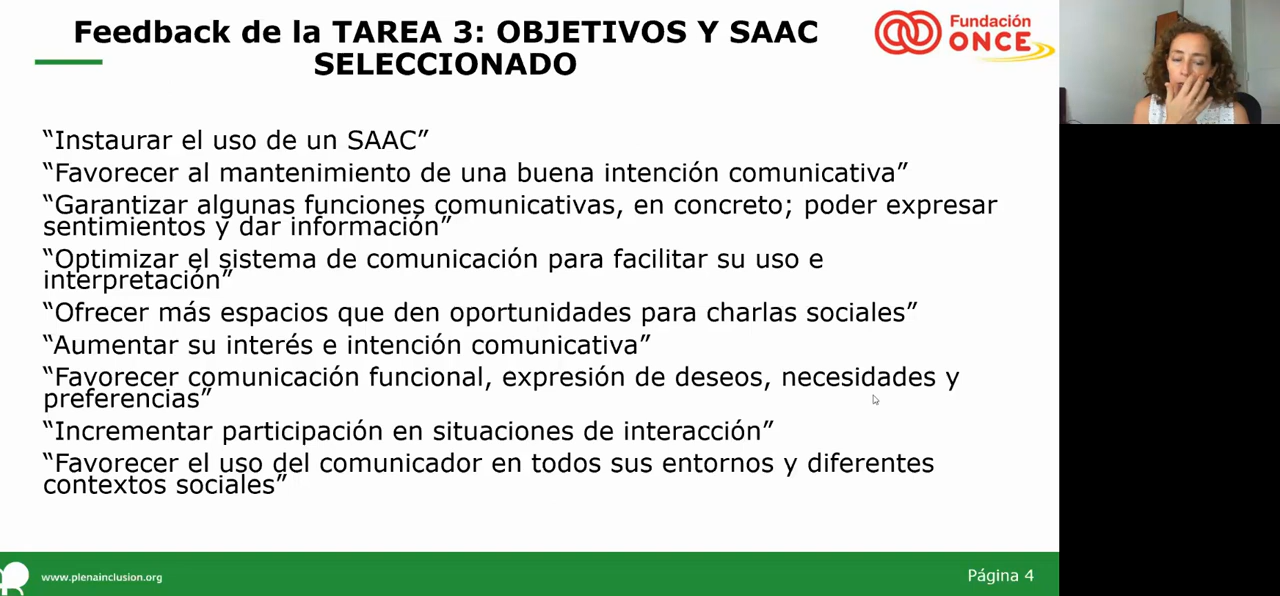 Feedback de la TAREA 3: OBJETIVOS Y SAAC
SELECCIONADO
Fundación
ONCE
“Instaurar el uso de un SAAC”
“Favorecer al mantenimiento de una buena intención comunicativa”
“Garantizar algunas funciones comunicativas, en concreto; poder expresar
sentimientos y dar información”
“Optimizar el sistema de comunicación para facilitar su uso e
interpretación”
“Ofrecer más espacios que den oportunidades para charlas sociales”
“Aumentar su interés e intención comunicativa”
“Favorecer comunicación funcional, expresión de deseos, necesidades y
preferencias”
“Incrementar participación en situaciones de interacción”
“Favorecer el uso del comunicador en todos sus entornos y diferentes
contextos sociales”
www.plenainclusion.org
Página 4